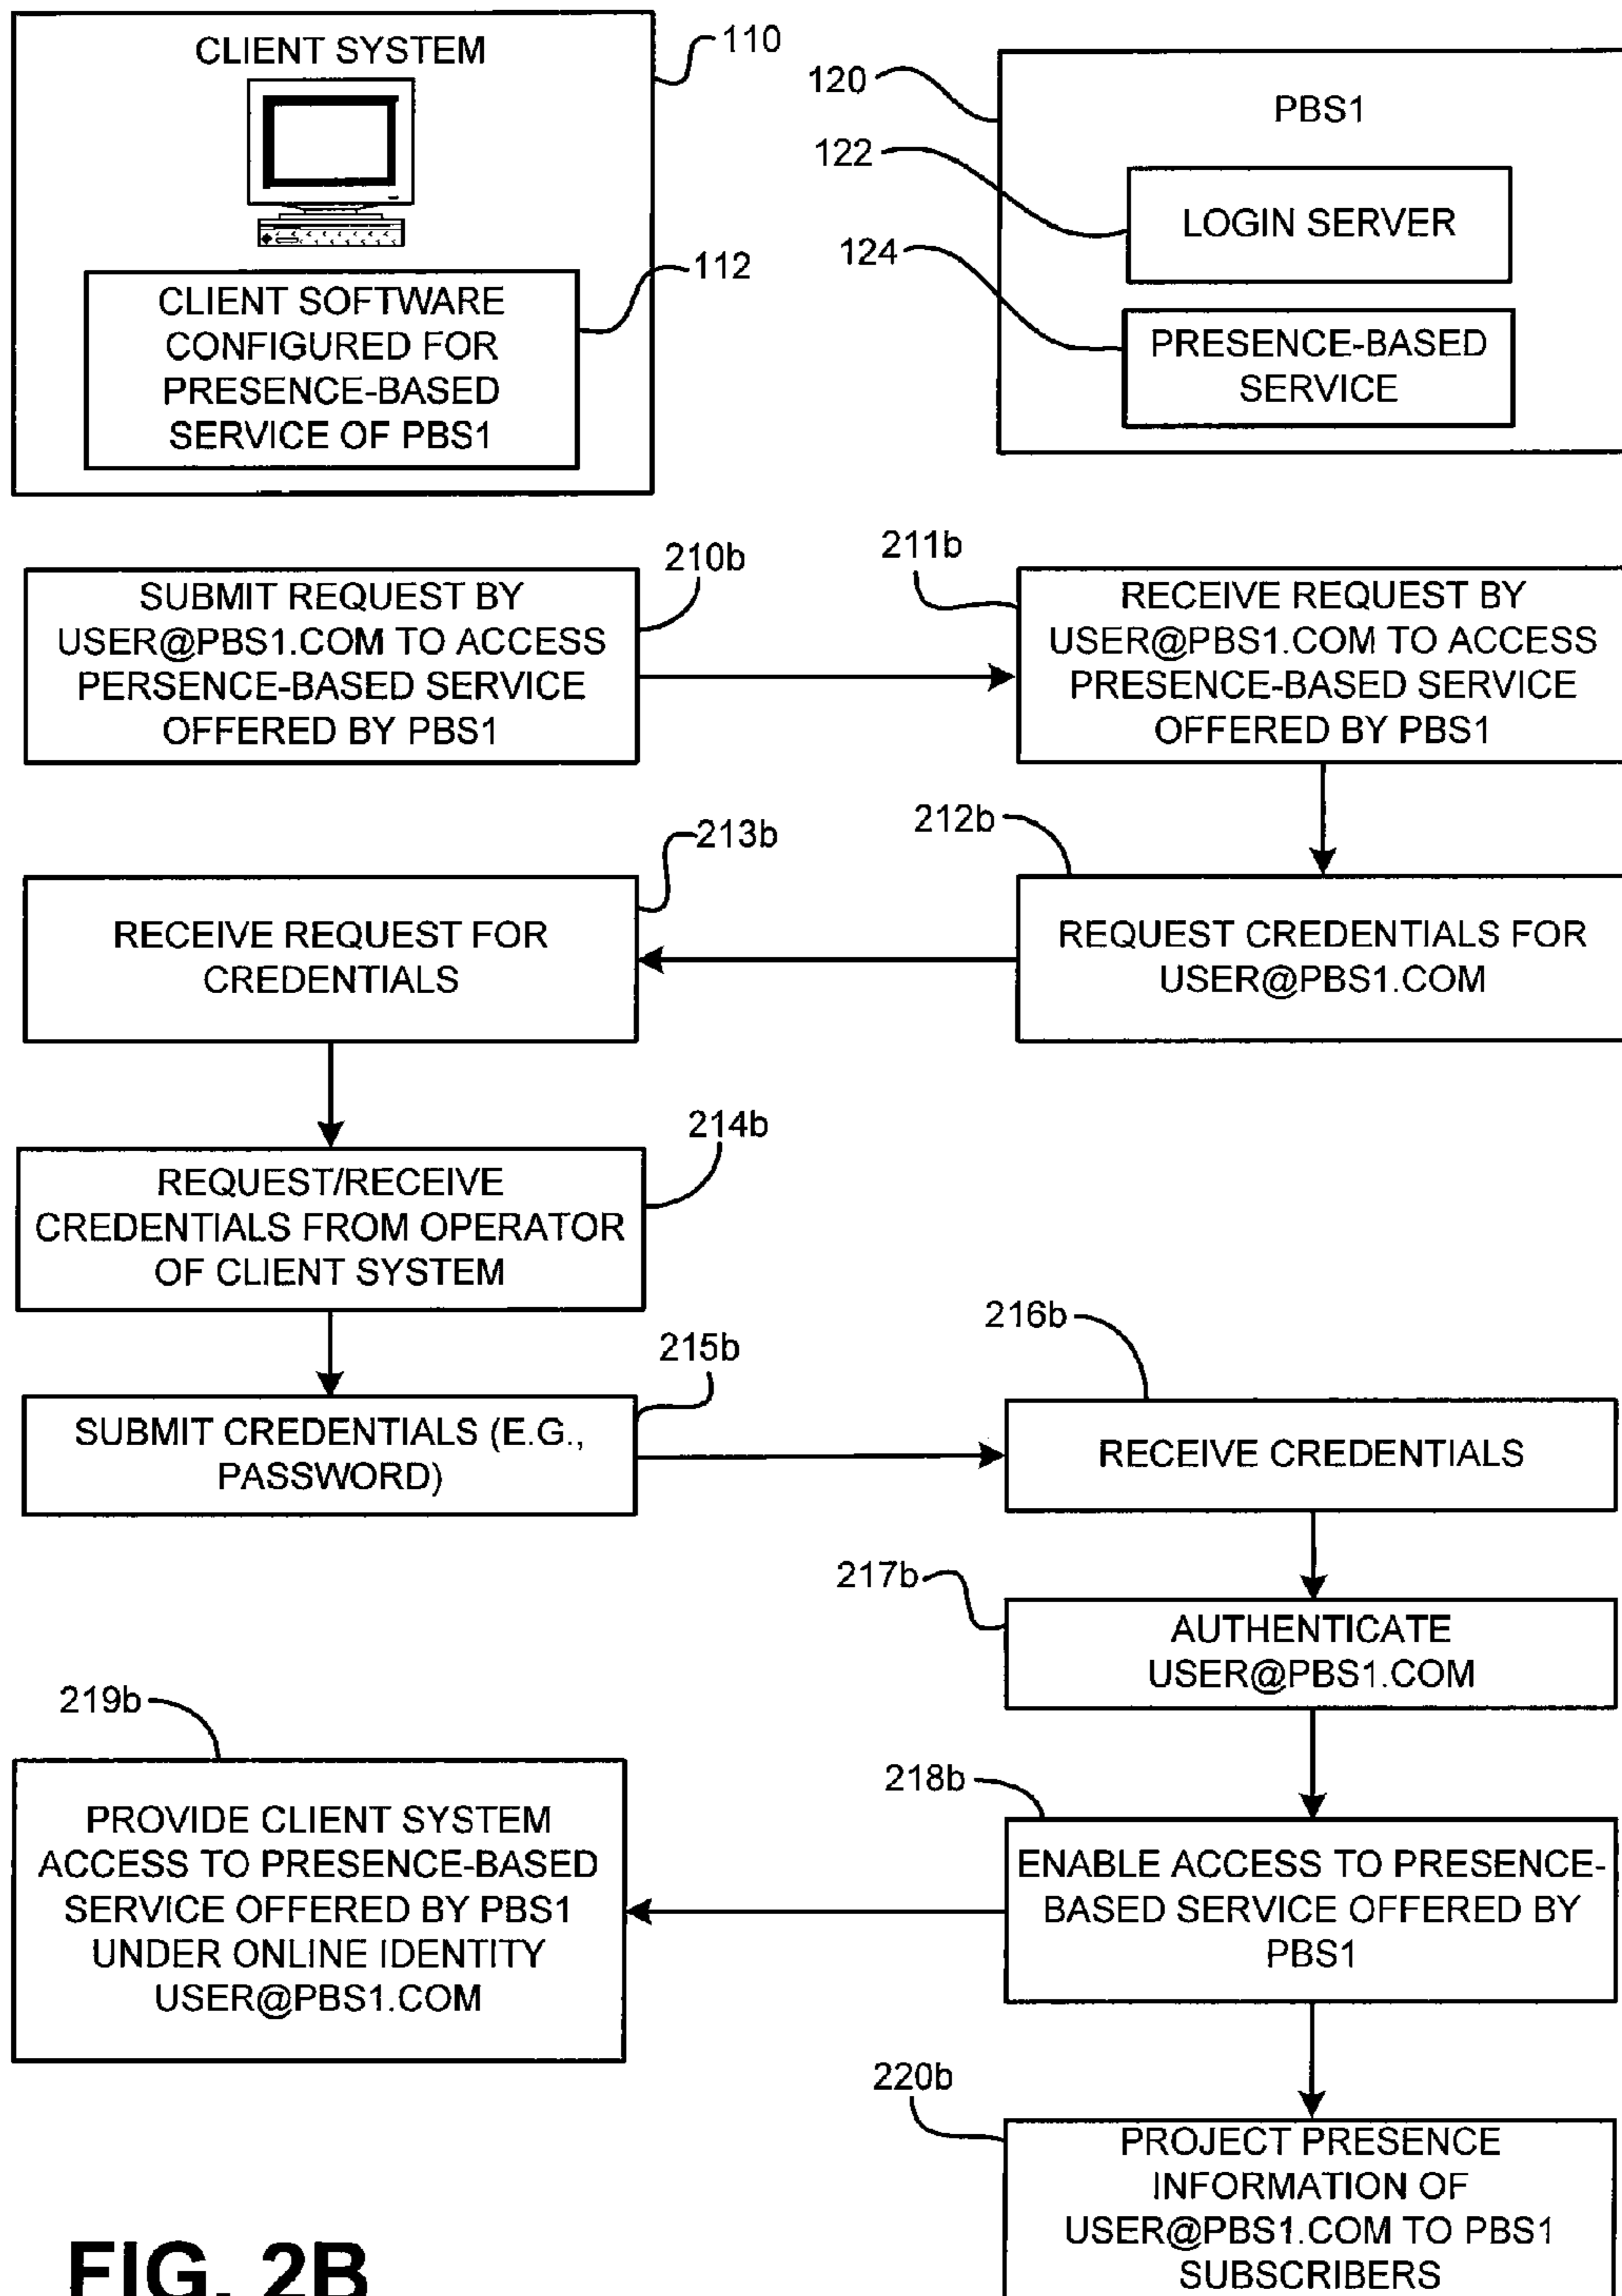 CLIENT SYSTEM
110
CLIENT SOFTWARE
CONFIGURED FOR
PRESENCE-BASED
SERVICE OF PBS1
112
120
PBS1
122
LOGIN SERVER
124
PRESENCE-BASED
SERVICE
210b
SUBMIT REQUEST BY
USER@PBS1.COM TO ACCESS
PERSENCE-BASED SERVICE
OFFERED BY PBS1
211b
RECEIVE REQUEST BY
USER@PBS1.COM TO ACCESS
PRESENCE-BASED SERVICE
OFFERED BY PBS1
212b
REQUEST CREDENTIALS FOR
USER@PBS1.COM
213b
RECEIVE REQUEST FOR
CREDENTIALS
214b
REQUEST/RECEIVE
CREDENTIALS FROM OPERATOR
OF CLIENT SYSTEM
215b
SUBMIT CREDENTIALS (E.G.,
PASSWORD)
216b
RECEIVE CREDENTIALS
217b
AUTHENTICATE
USER@PBS1.COM
218b
ENABLE ACCESS TO PRESENCE-
BASED SERVICE OFFERED BY
PBS1
219b
PROVIDE CLIENT SYSTEM
ACCESS TO PRESENCE-BASED
SERVICE OFFERED BY PBS1
UNDER ONLINE IDENTITY
USER@PBS1.COM
220b
PROJECT PRESENCE
INFORMATION OF
USER@PBS1.COM TO PBS1
SUBSCRIBERS
FIG. 2B